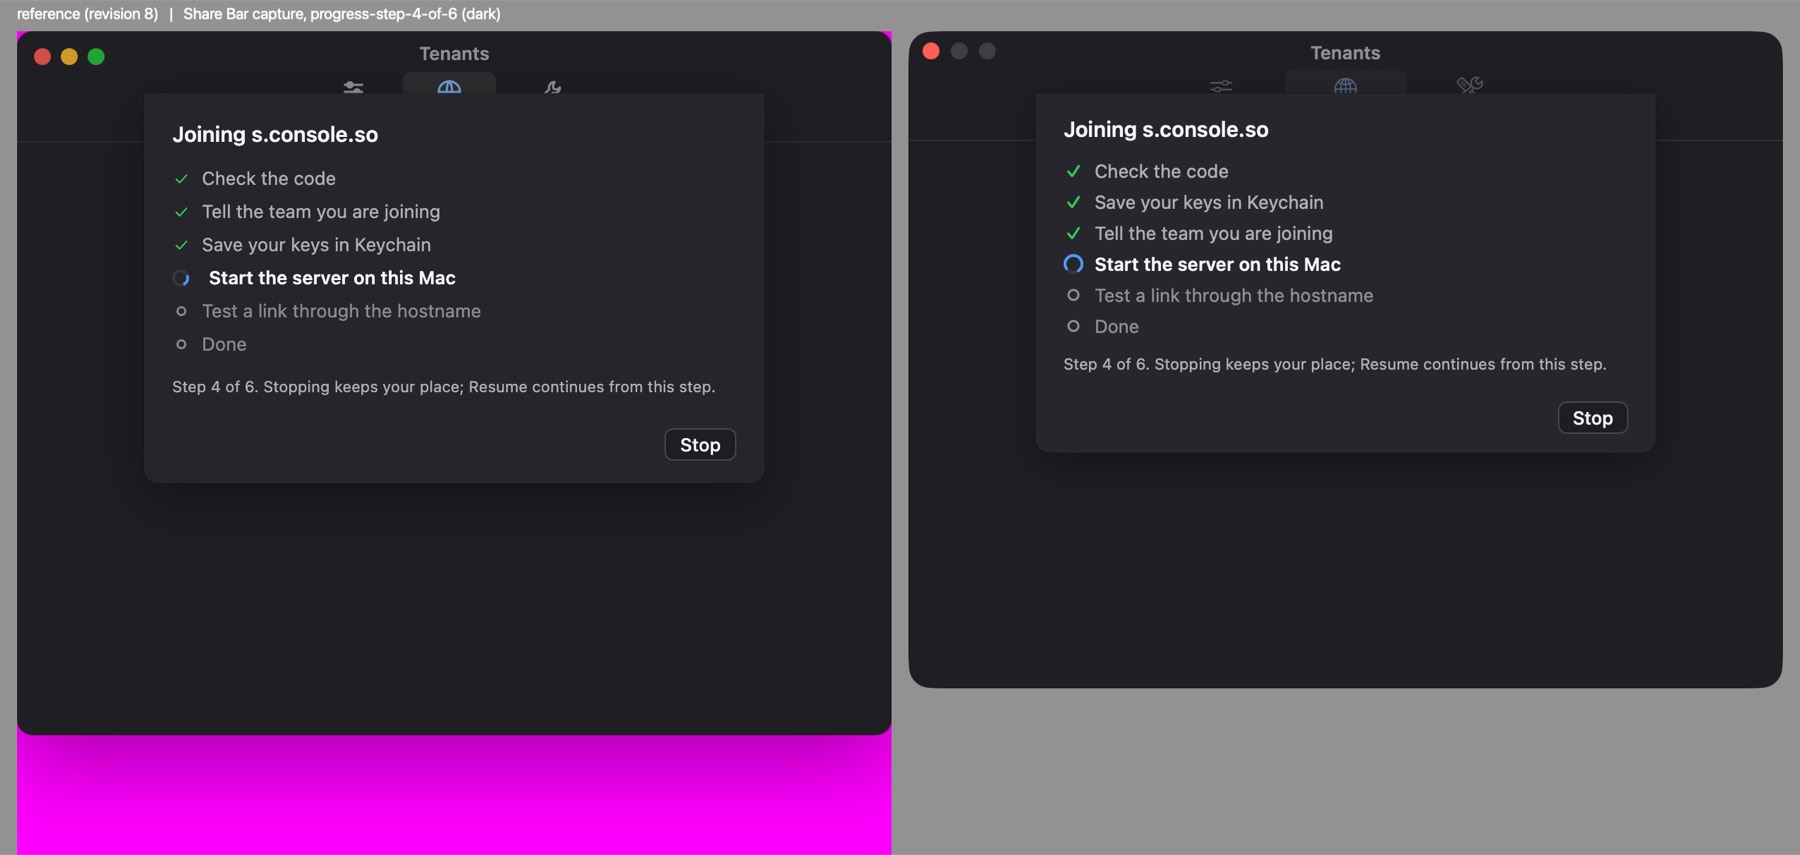 reference (revision 8) | Share Bar capture, progress-step-4-of-6 (dark)
Tenants
Joining s.console.so
Check the code
Tell the team you are joining
Save your keys in Keychain
Start the server on this Mac
Test a link through the hostname
Done
Step 4 of 6. Stopping keeps your place; Resume continues from this step.
Stop
Tenants
Joining s.console.so
Check the code
Save your keys in Keychain
Tell the team you are joining
Start the server on this Mac
Test a link through the hostname
Done
Step 4 of 6. Stopping keeps your place; Resume continues from this step.
Stop